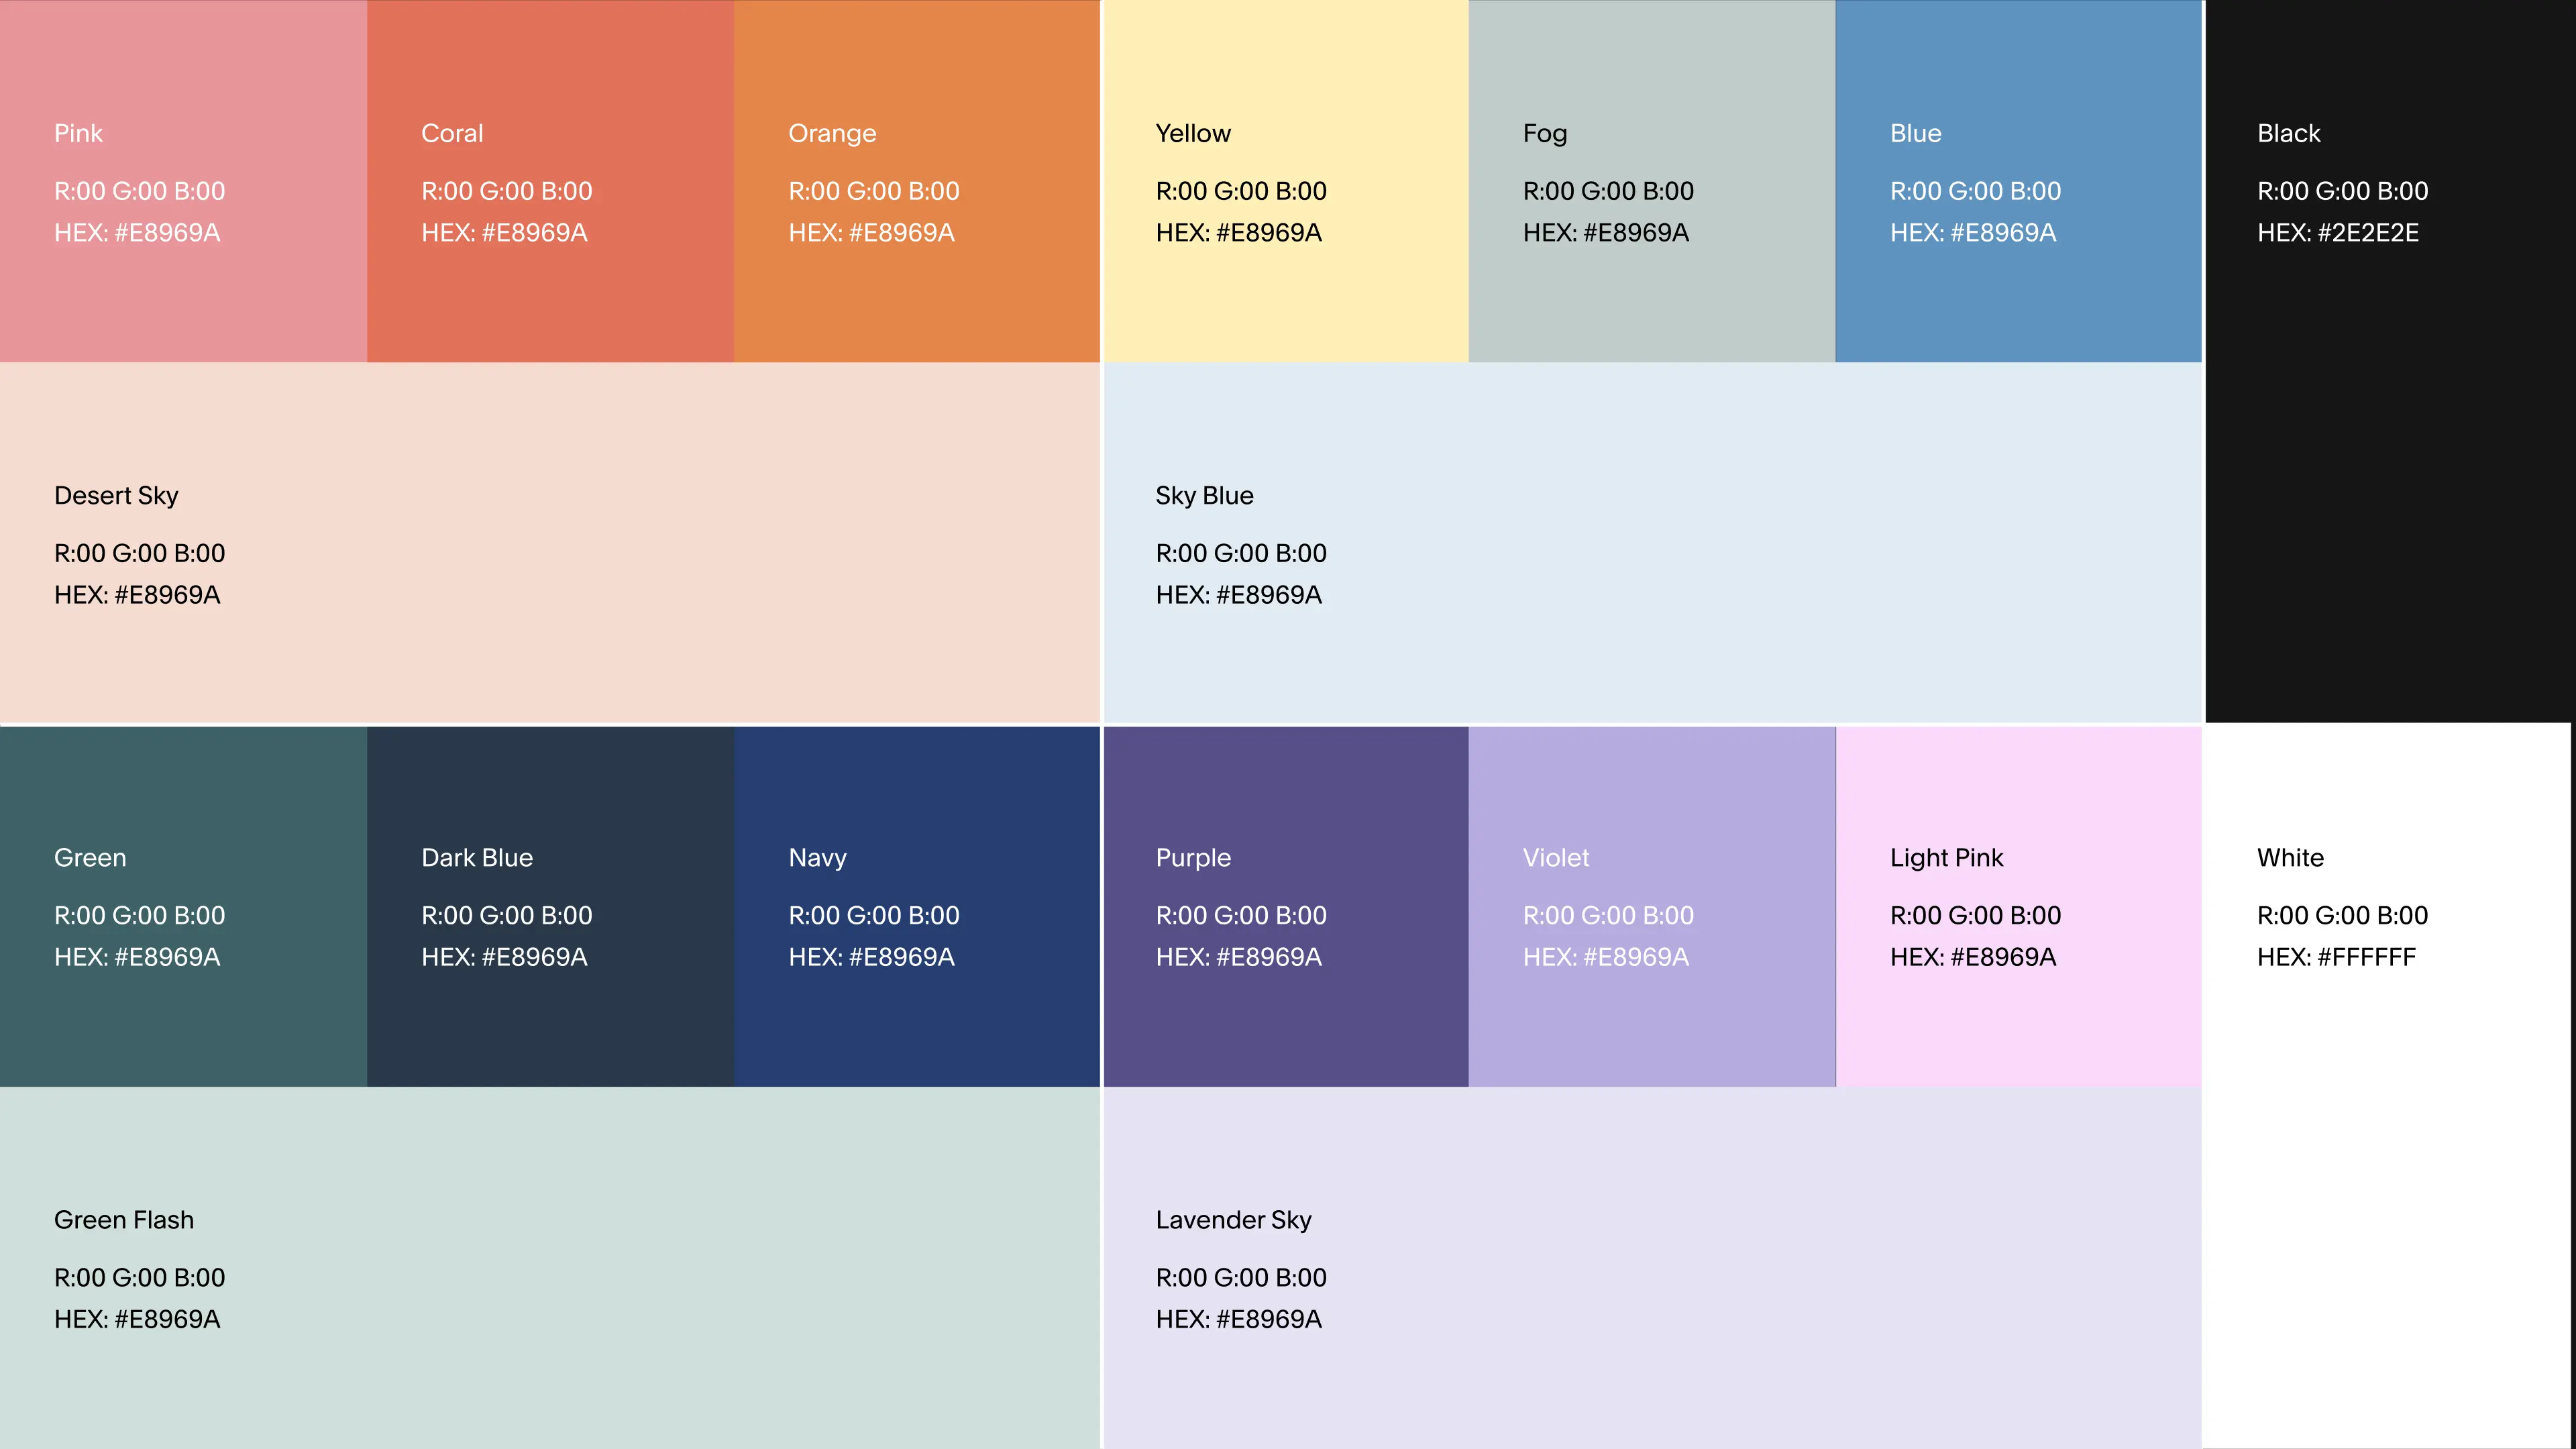 Pink
R:00 G:00 B:00
HEX: #E8969A
Coral
R:00 G:00 B:00
HEX: #E8969A
Orange
R:00 G:00 B:00
HEX: #E8969A
Yellow
R:00 G:00 B:00
HEX: #E8969A
Fog
R:00 G:00 B:00
HEX: #E8969A
Blue
R:00 G:00 B:00
HEX: #E8969A
Black
R:00 G:00 B:00
HEX: #2E2E2E
Desert Sky
R:00 G:00 B:00
HEX: #E8969A
Sky Blue
R:00 G:00 B:00
HEX: #E8969A
Green
R:00 G:00 B:00
HEX: #E8969A
Dark Blue
R:00 G:00 B:00
HEX: #E8969A
Navy
R:00 G:00 B:00
HEX: #E8969A
Purple
R:00 G:00 B:00
HEX: #E8969A
Violet
R:00 G:00 B:00
HEX: #E8969A
Light Pink
R:00 G:00 B:00
HEX: #E8969A
White
R:00 G:00 B:00
HEX: #FFFFFF
Green Flash
R:00 G:00 B:00
HEX: #E8969A
Lavender Sky
R:00 G:00 B:00
HEX: #E8969A